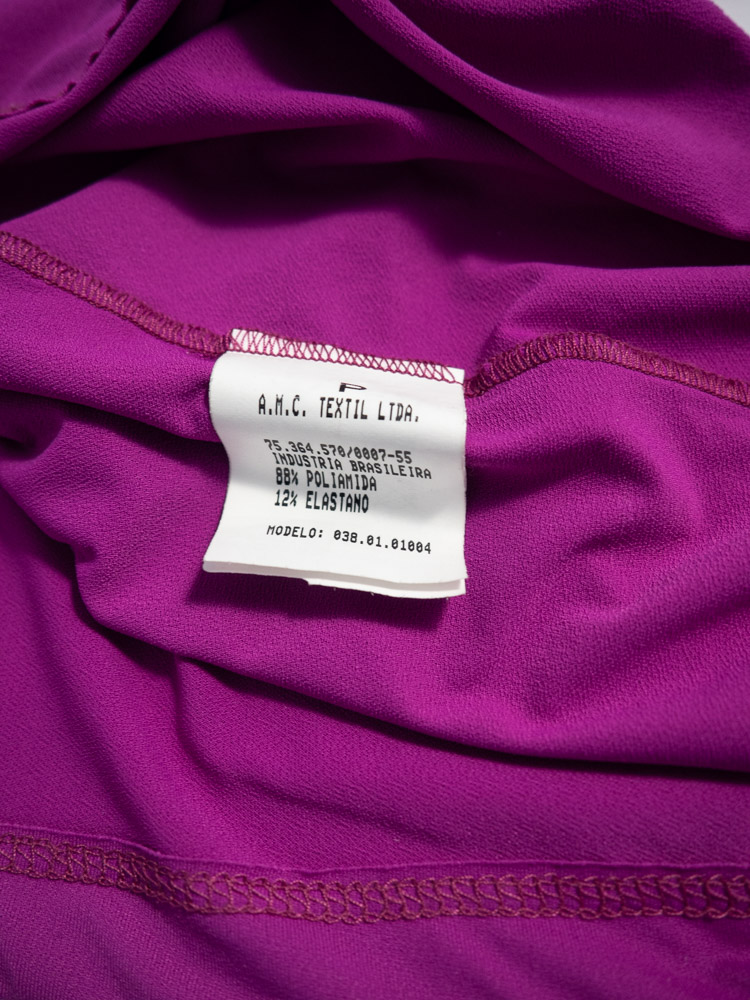 P
A.M.C. TEXTIL LTDA.
75.364.570/0007-55
INDUSTRIA BRASILEIRA
88% POLIAMIDA
12% ELASTANO
MODELO: 038.01.01004